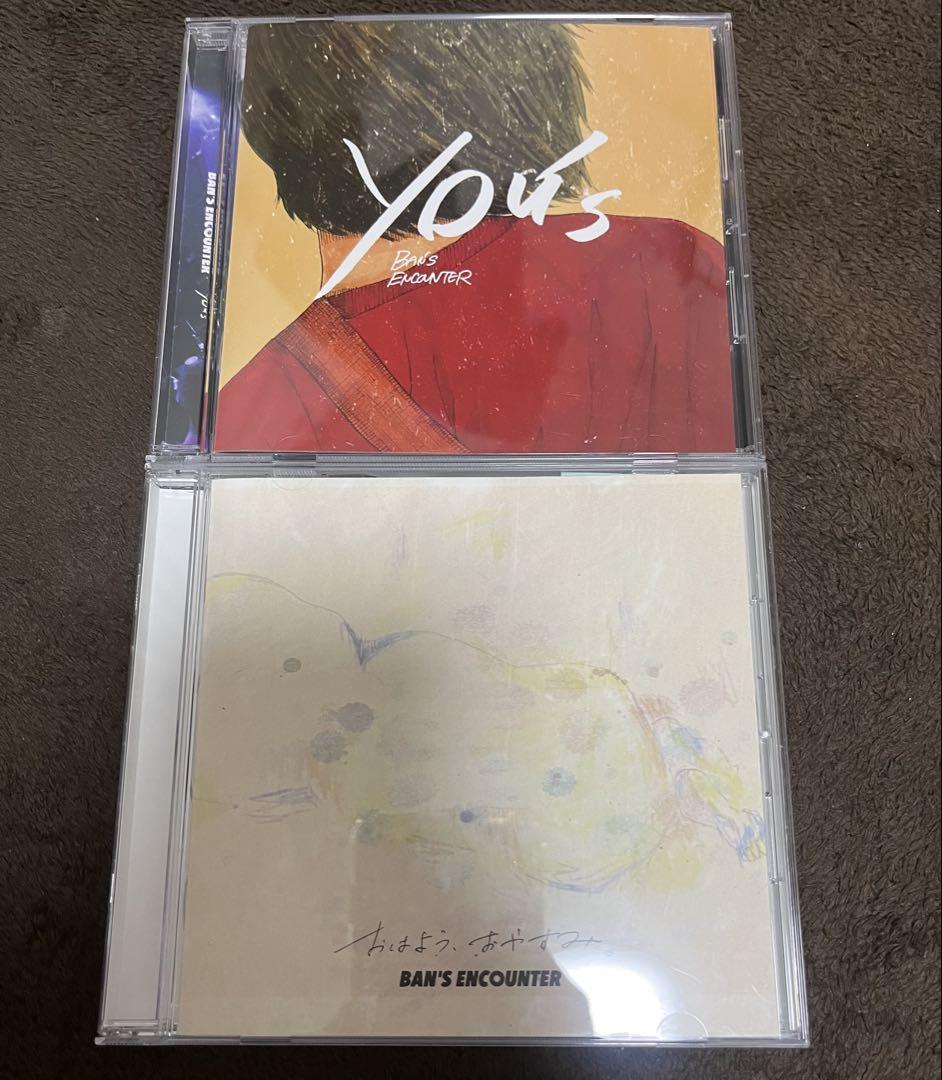 you's
BAN'S
ENCOUNTER
BAN'S ENCOUNTER
you's
おはよう、おやすみ。
BAN'S ENCOUNTER